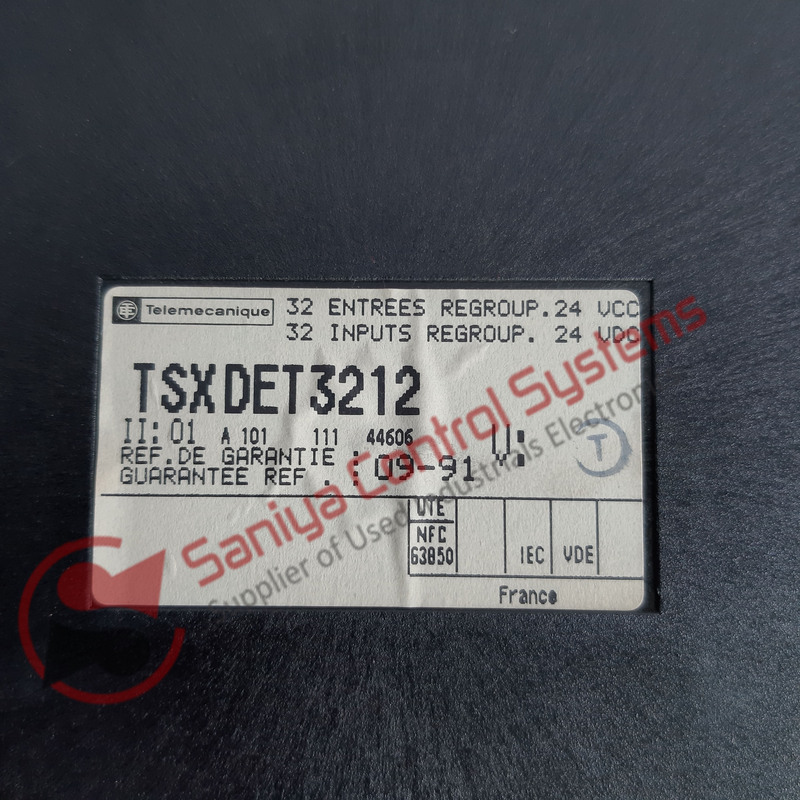 TE Telemecanique 32 ENTREES REGROUP. 24 VCC
32 INPUTS REGROUP. 24 VDC
TSXDET3212
II: 01 A 101 111 44606 II:
REF. DE GARANTIE : V:
GUARANTEE REF . : 09-91
T
UTE
NFC
63850 IEC VDE
France
Saniya Control Systems
Supplier of Used Industrials Electronic